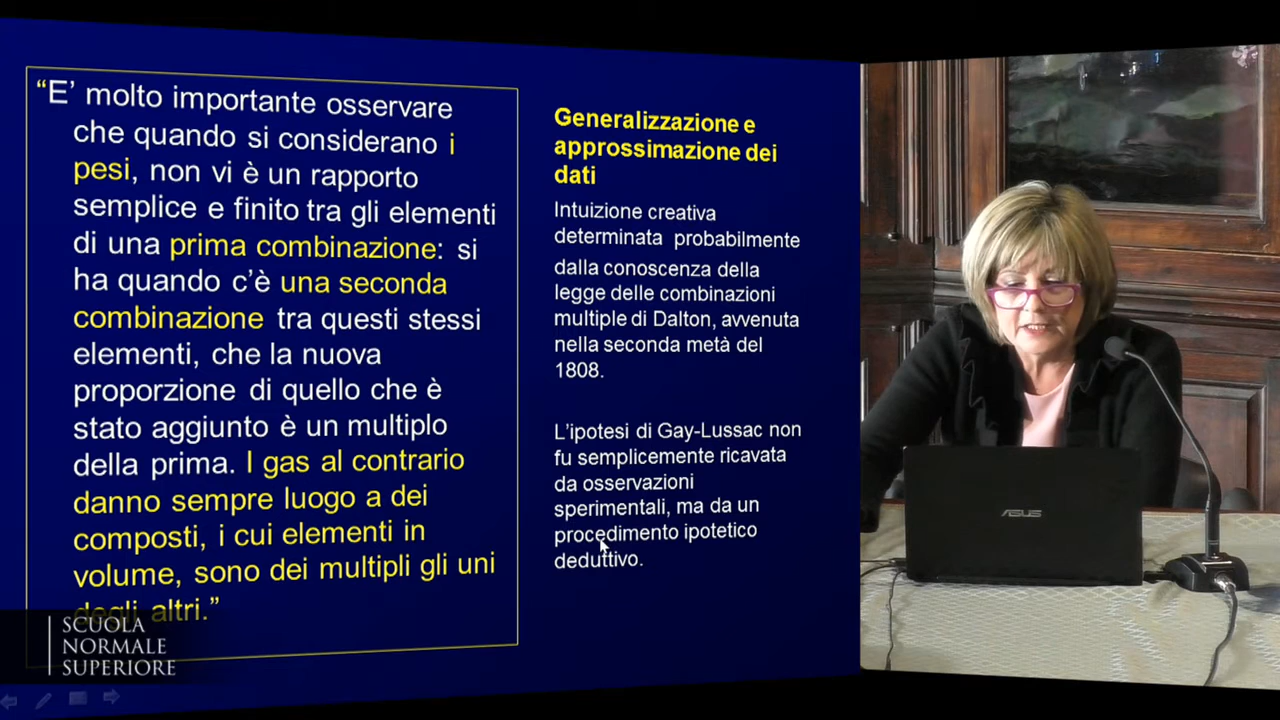 “E’ molto importante osservare
che quando si considerano i
pesi, non vi è un rapporto
semplice e finito tra gli elementi
di una prima combinazione: si
ha quando c’è una seconda
combinazione tra questi stessi
elementi, che la nuova
proporzione di quello che è
stato aggiunto è un multiplo
della prima. I gas al contrario
danno sempre luogo a dei
composti, i cui elementi in
volume, sono dei multipli gli uni
degli altri.”
Generalizzazione e
approssimazione dei
dati
Intuizione creativa
determinata probabilmente
dalla conoscenza della
legge delle combinazioni
multiple di Dalton, avvenuta
nella seconda metà del
1808.
L’ipotesi di Gay-Lussac non
fu semplicemente ricavata
da osservazioni
sperimentali, ma da un
procedimento ipotetico
deduttivo.
SCUOLA
NORMALE
SUPERIORE
ASUS